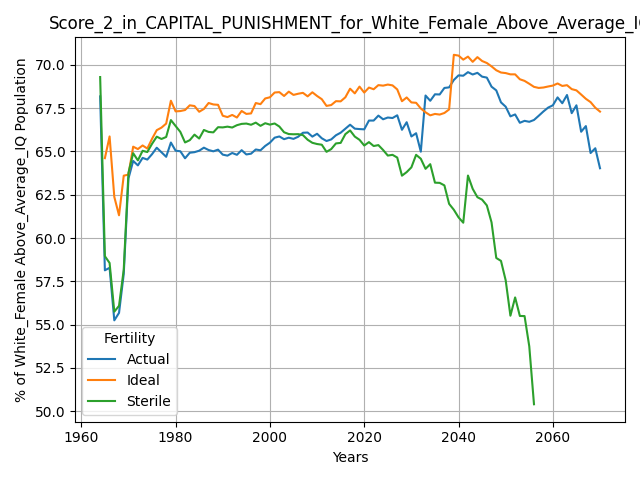 Score_2_in_CAPITAL_PUNISHMENT_for_White_Female_Above_Average_I
% of White_Female Above_Average_IQ Population
70.0
67.5
65.0
62.5
60.0
57.5
55.0
52.5
50.0
Fertility
Actual
Ideal
Sterile
1960
1980
2000
2020
2040
2060
Years